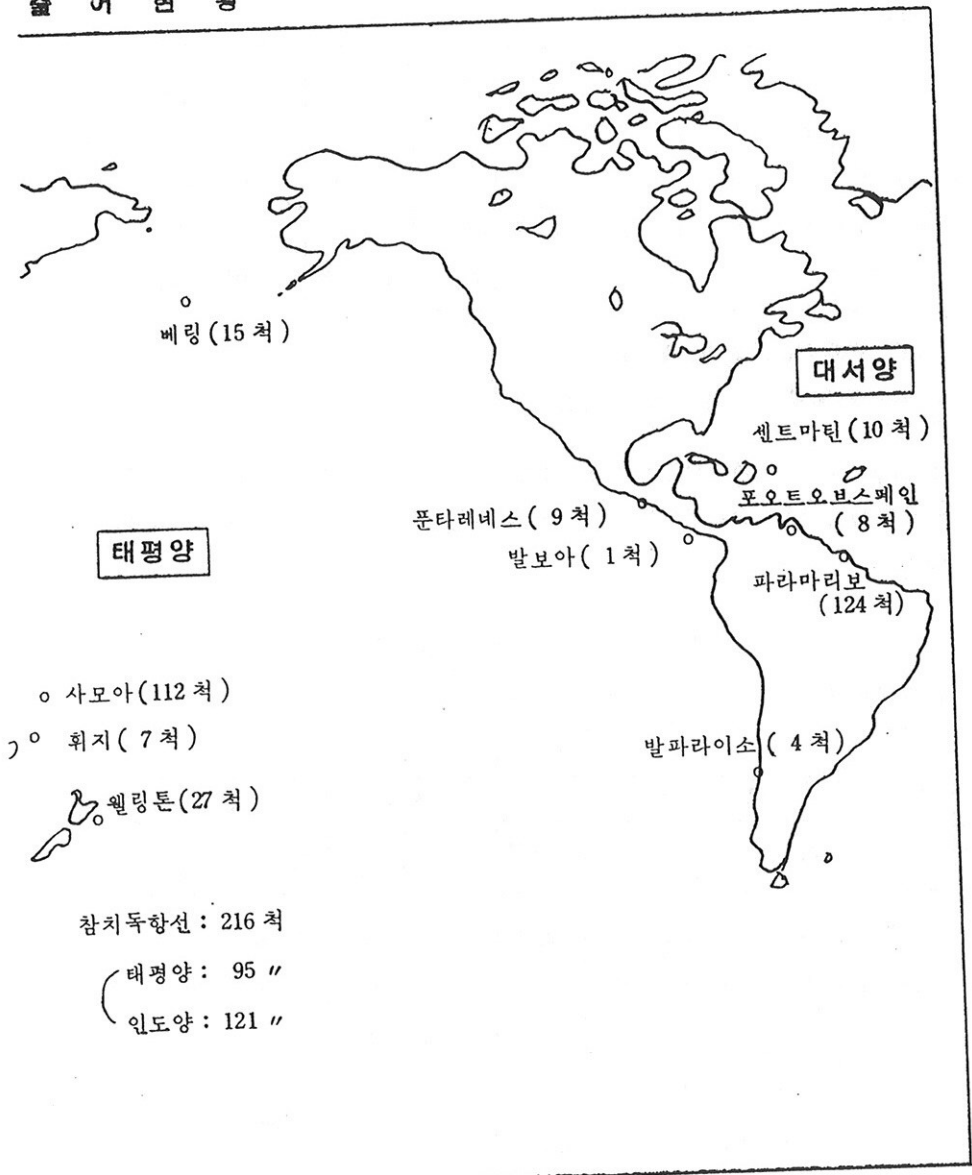 출 어 현 황
베링 (15 척)
대서양
센트마틴 (10 척)
포오트오브스페인
(8 척)
푼타레네스 ( 9 척)
발보아 ( 1 척)
파라마리보
(124 척)
태평양
사모아 (112 척)
휘지 ( 7 척)
발파라이소 ( 4 척)
웰링톤 (27 척)
참치독항선 : 216 척
태평양 : 95 〃
인도양 : 121 〃